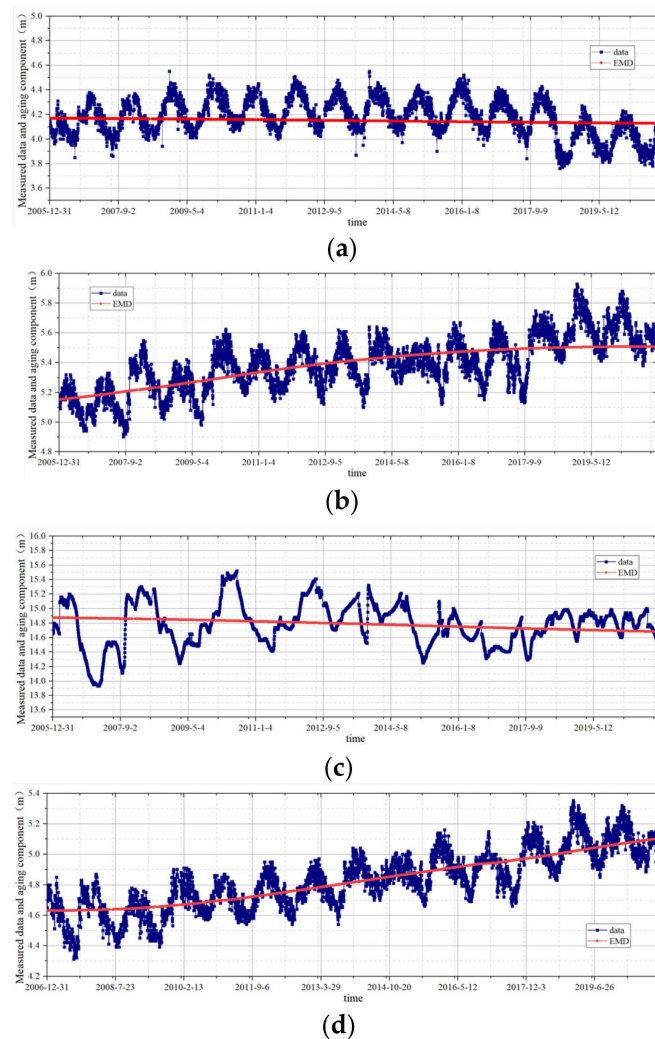 Measured data and aging component（m）
5.0
4.8
4.6
4.4
4.2
4.0
3.8
3.6
data
EMD
2005-12-31 2007-9-2 2009-5-4 2011-1-4 2012-9-5 2014-5-8 2016-1-8 2017-9-9 2019-5-12
time
(a)
Measured data and aging component（m）
6.0
5.8
5.6
5.4
5.2
5.0
4.8
data
EMD
2005-12-31 2007-9-2 2009-5-4 2011-1-4 2012-9-5 2014-5-8 2016-1-8 2017-9-9 2019-5-12
time
(b)
Measured data and aging component（m）
16.0
15.8
15.6
15.4
15.2
15.0
14.8
14.6
14.4
14.2
14.0
13.8
13.6
data
EMD
2005-12-31 2007-9-2 2009-5-4 2011-1-4 2012-9-5 2014-5-8 2016-1-8 2017-9-9 2019-5-12
time
(c)
Measured data and aging component（m）
5.4
5.2
5.0
4.8
4.6
4.4
4.2
data
EMD
2006-12-31 2008-7-23 2010-2-13 2011-9-6 2013-3-29 2014-10-20 2016-5-12 2017-12-3 2019-6-26
time
(d)